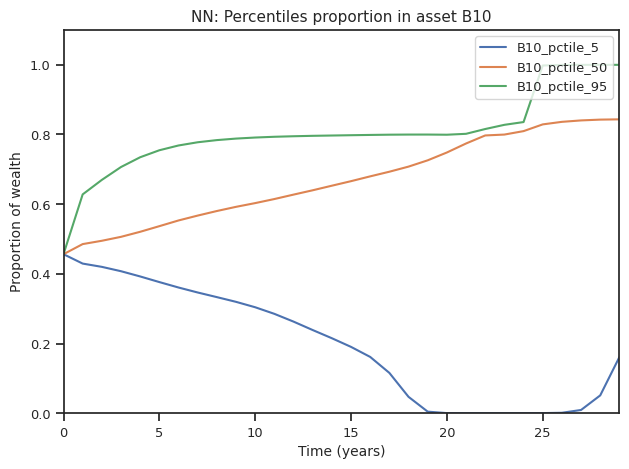 NN: Percentiles proportion in asset B10
B10_pctile_5
B10_pctile_50
B10_pctile_95
Proportion of wealth
1.0
0.8
0.6
0.4
0.2
0.0
0 5 10 15 20 25
Time (years)